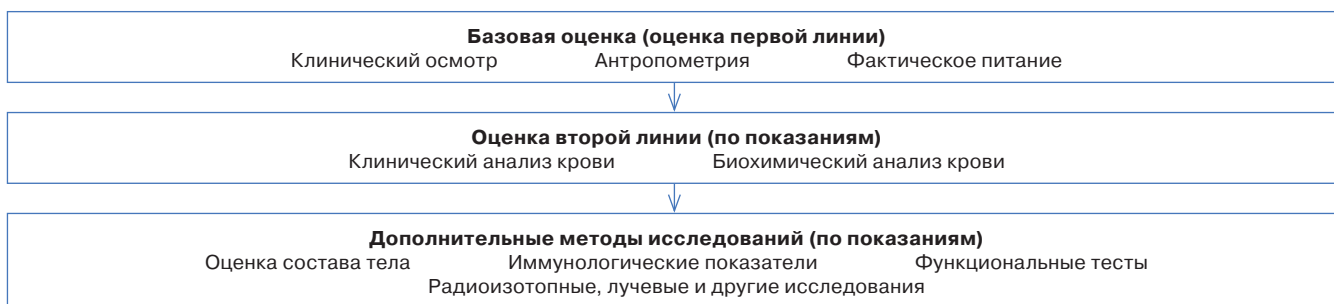 Базовая оценка (оценка первой линии)
Клинический осмотр Антропометрия Фактическое питание
Оценка второй линии (по показаниям)
Клинический анализ крови Биохимический анализ крови
Дополнительные методы исследований (по показаниям)
Оценка состава тела Иммунологические показатели Функциональные тесты
Радиоизотопные, лучевые и другие исследования